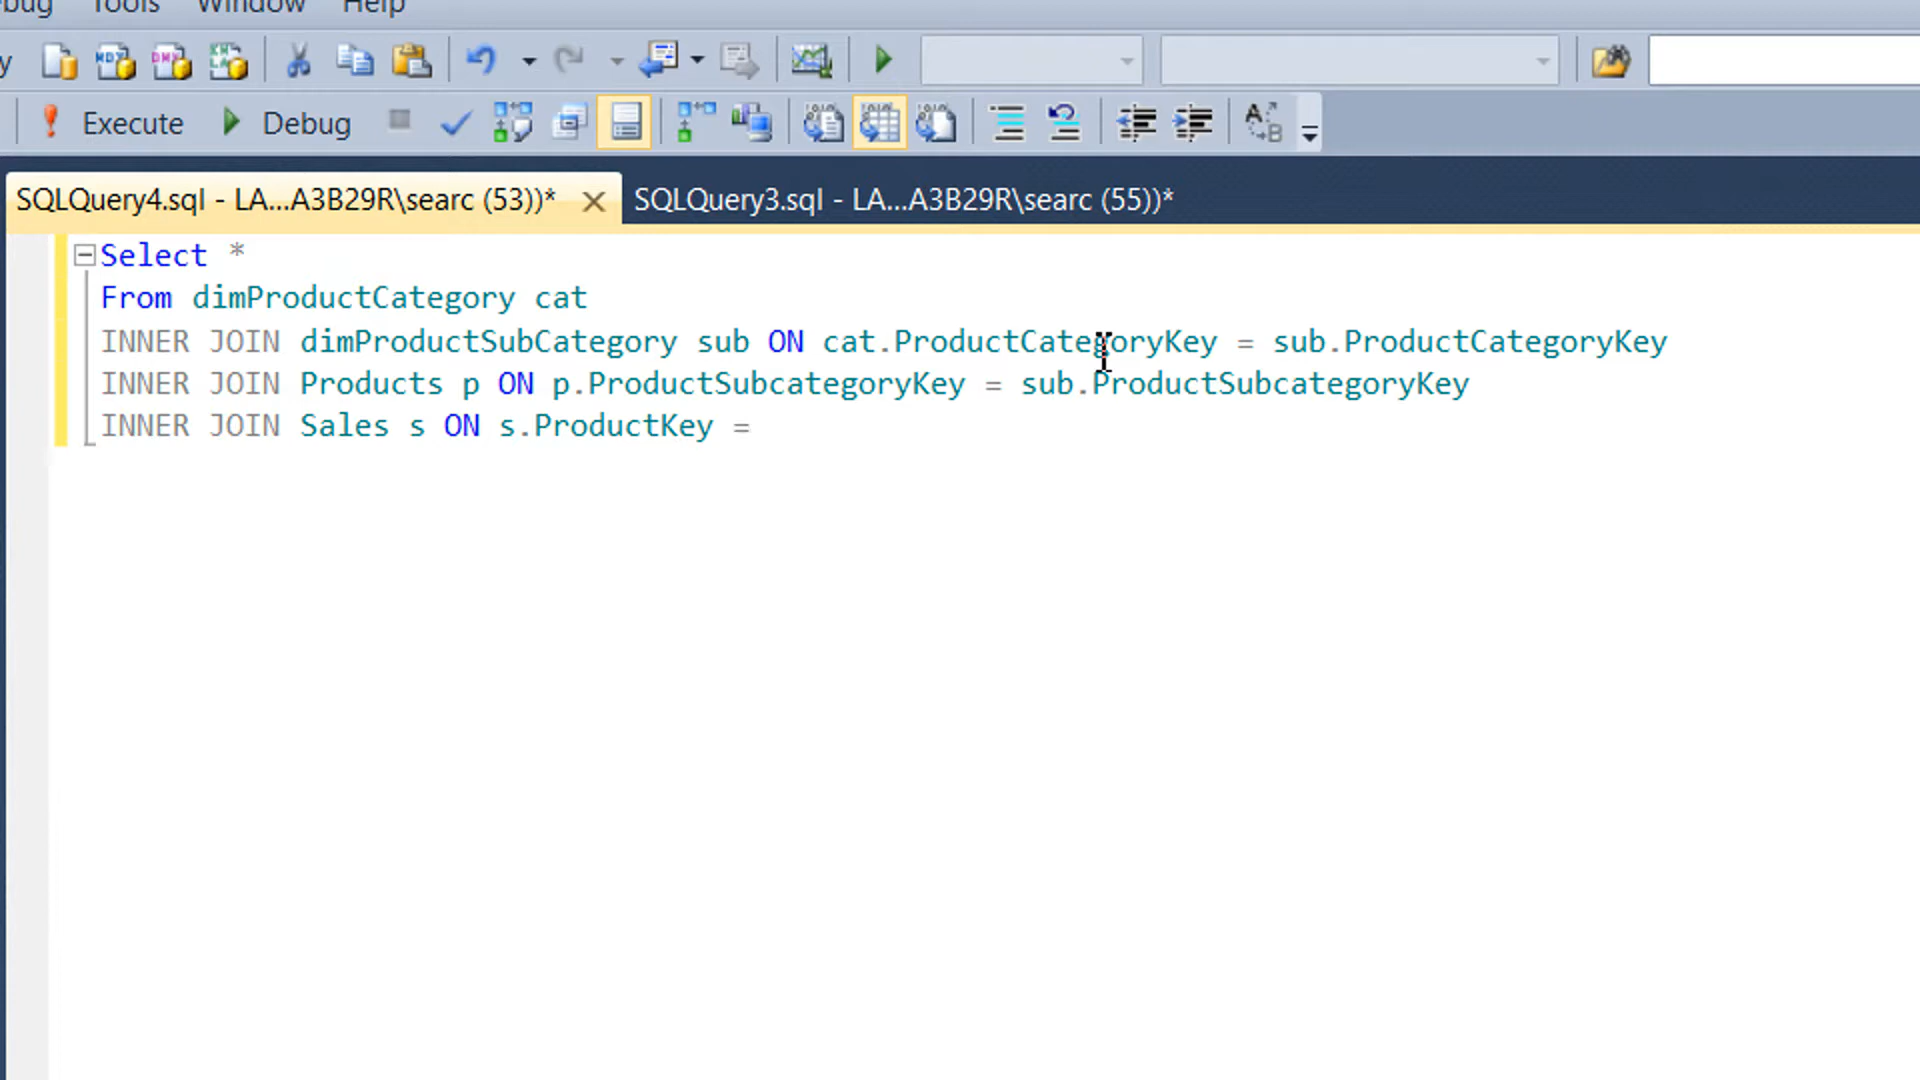 ebug Tools Window Help
y
Execute Debug
SQLQuery4.sql - LA...A3B29R\searc (53))* SQLQuery3.sql - LA...A3B29R\searc (55))*
Select *
From dimProductCategory cat
INNER JOIN dimProductSubCategory sub ON cat.ProductCategoryKey = sub.ProductCategoryKey
INNER JOIN Products p ON p.ProductSubcategoryKey = sub.ProductSubcategoryKey
INNER JOIN Sales s ON s.ProductKey =